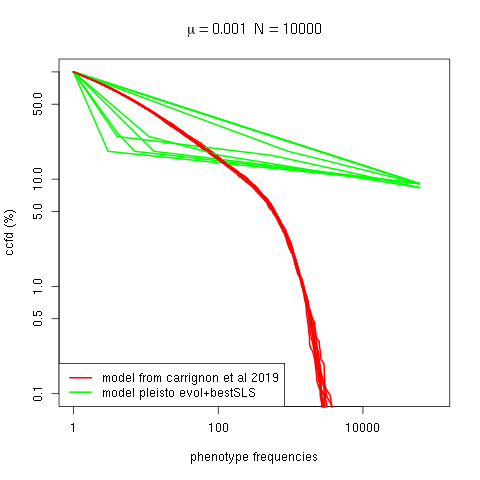 μ = 0.001 N = 10000
50.0
10.0
5.0
1.0
0.5
0.1
ccfd (%)
model from carrignon et al 2019
model pleisto evol+bestSLS
1
100
10000
phenotype frequencies